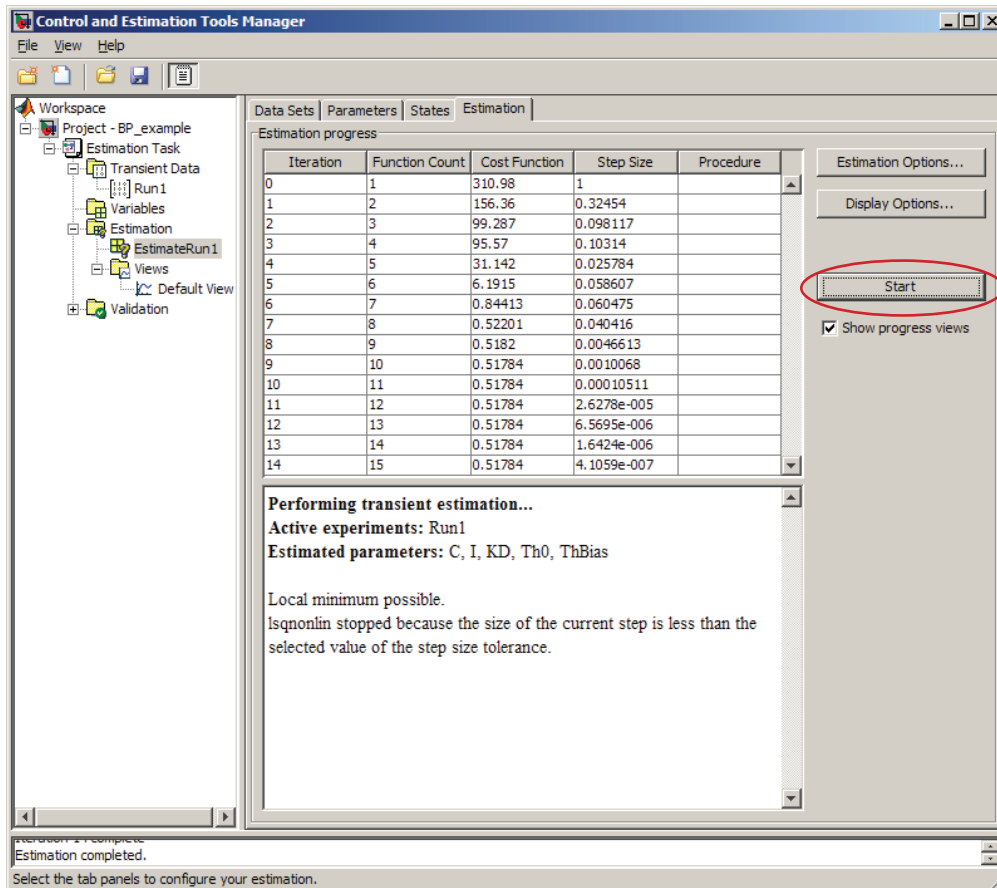 Control and Estimation Tools Manager
File View Help
Workspace
Project - BP_example
Estimation Task
Transient Data
Run1
Variables
Estimation
EstimateRun1
Views
Default View
Validation
Data Sets Parameters States Estimation
Estimation progress
Iteration Function Count Cost Function Step Size Procedure
0 1 310.98 1
1 2 156.36 0.32454
2 3 99.287 0.098117
3 4 95.57 0.10314
4 5 31.142 0.025784
5 6 6.1915 0.058607
6 7 0.84413 0.060475
7 8 0.52201 0.040416
8 9 0.5182 0.0046613
9 10 0.51784 0.0010068
10 11 0.51784 0.00010511
11 12 0.51784 2.6278e-005
12 13 0.51784 6.5695e-006
13 14 0.51784 1.6424e-006
14 15 0.51784 4.1059e-007
Estimation Options...
Display Options...
Start
Show progress views
Performing transient estimation...
Active experiments: Run1
Estimated parameters: C, I, KD, Th0, ThBias
Local minimum possible.
lsqnonlin stopped because the size of the current step is less than the
selected value of the step size tolerance.
Iteration 14 complete
Estimation completed.
Select the tab panels to configure your estimation.